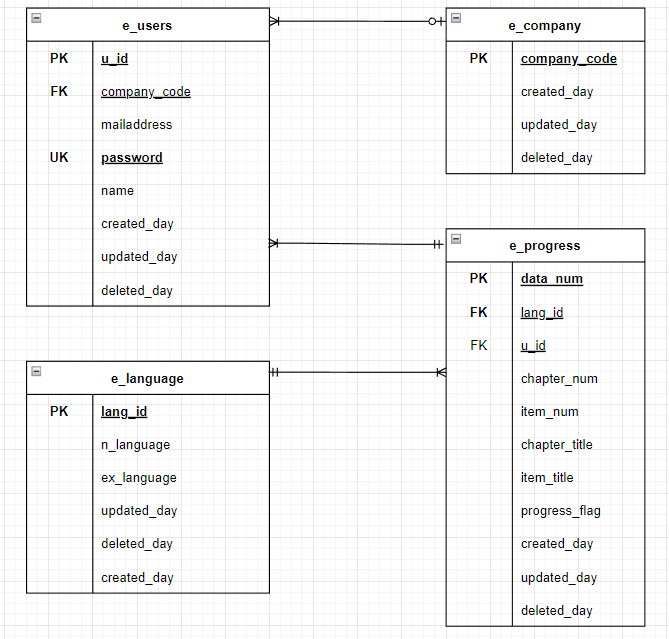 e_users
PK u_id
FK company_code
mailaddress
UK password
name
created_day
updated_day
deleted_day
e_company
PK company_code
created_day
updated_day
deleted_day
e_language
PK lang_id
n_language
ex_language
updated_day
deleted_day
created_day
e_progress
PK data_num
FK lang_id
FK u_id
chapter_num
item_num
chapter_title
item_title
progress_flag
created_day
updated_day
deleted_day